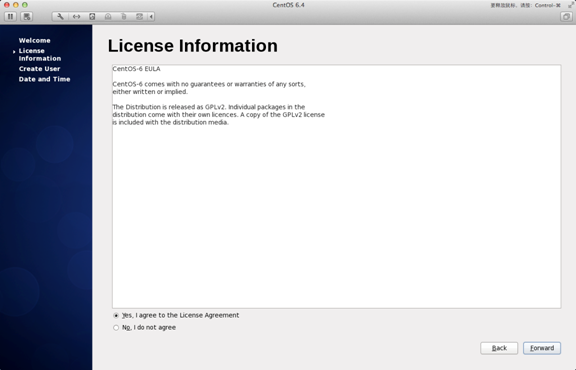 CentOS 6.4
要释放鼠标，请按：Control-⌘
Welcome
License
Information
Create User
Date and Time
License Information
CentOS-6 EULA
CentOS-6 comes with no guarantees or warranties of any sorts,
either written or implied.
The Distribution is released as GPLv2. Individual packages in the
distribution come with their own licences. A copy of the GPLv2 license
is included with the distribution media.
Yes, I agree to the License Agreement
No, I do not agree
Back
Forward